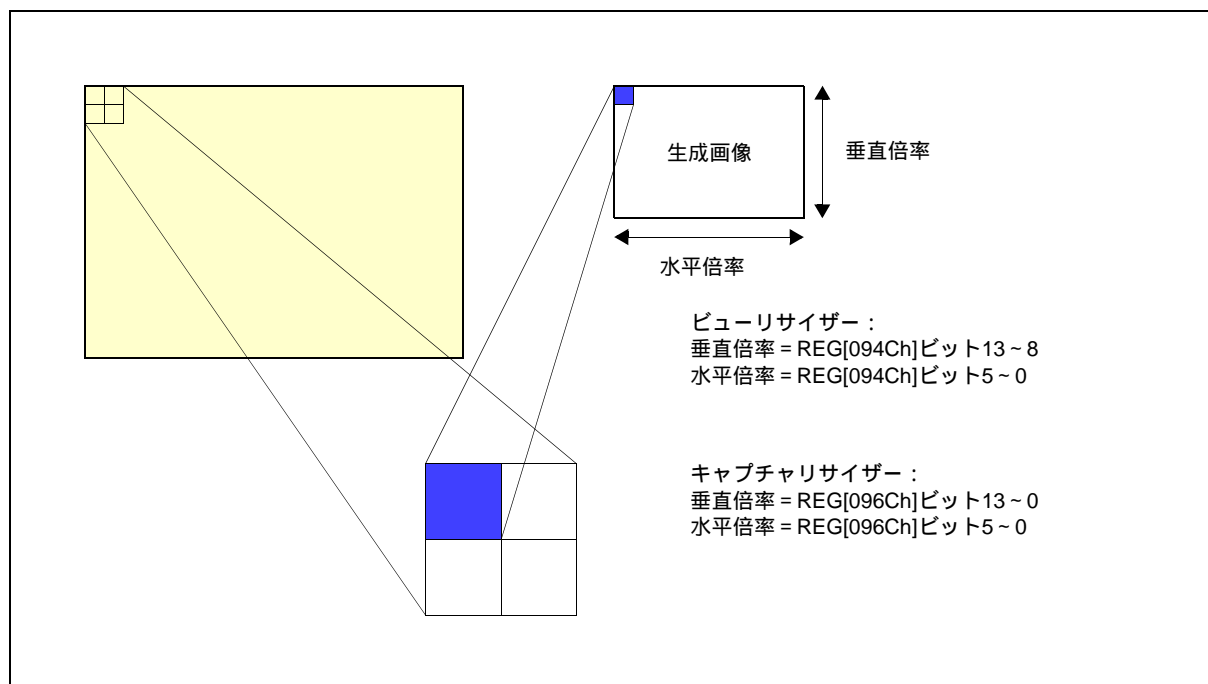 生成画像
垂直倍率
水平倍率
ビューリサイザー：
垂直倍率 = REG[094Ch]ビット13 ~ 8
水平倍率 = REG[094Ch]ビット5 ~ 0
キャプチャリサイザー：
垂直倍率 = REG[096Ch]ビット13 ~ 0
水平倍率 = REG[096Ch]ビット5 ~ 0